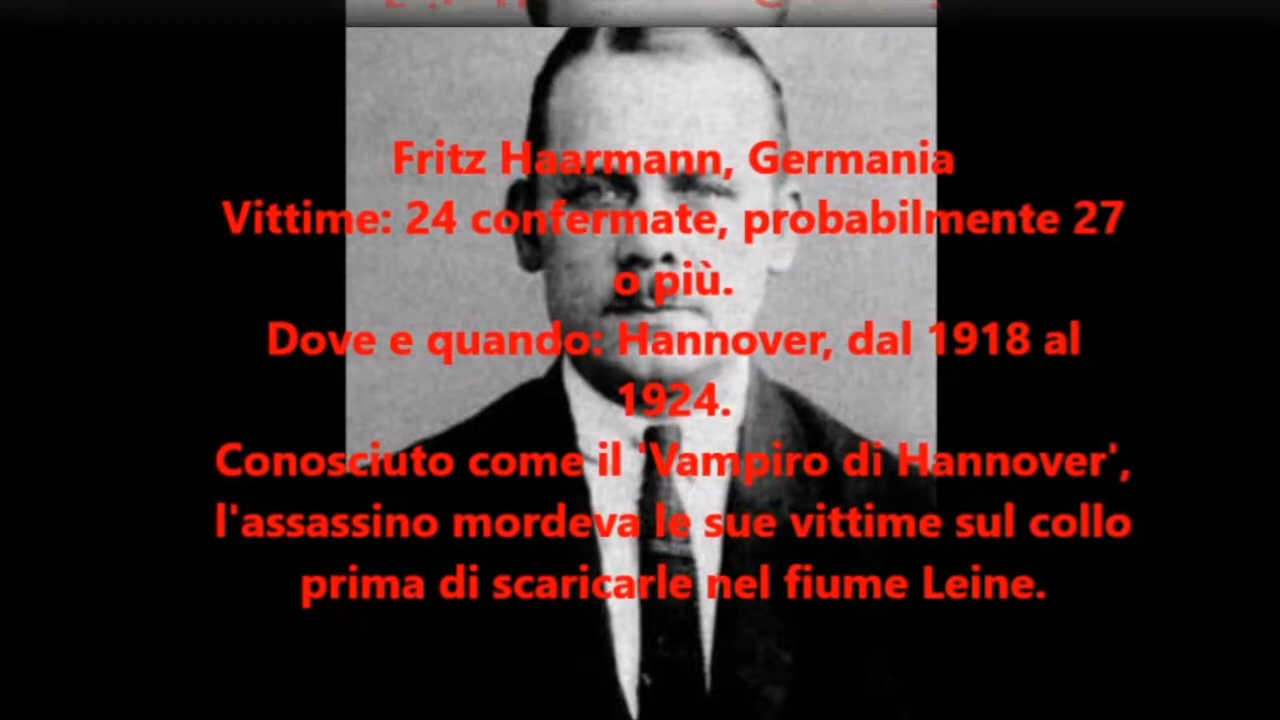 Fritz Haarmann, Germania
Vittime: 24 confermate, probabilmente 27
o più.
Dove e quando: Hannover, dal 1918 al
1924.
Conosciuto come il 'Vampiro di Hannover',
l'assassino mordeva le sue vittime sul collo
prima di scaricarle nel fiume Leine.